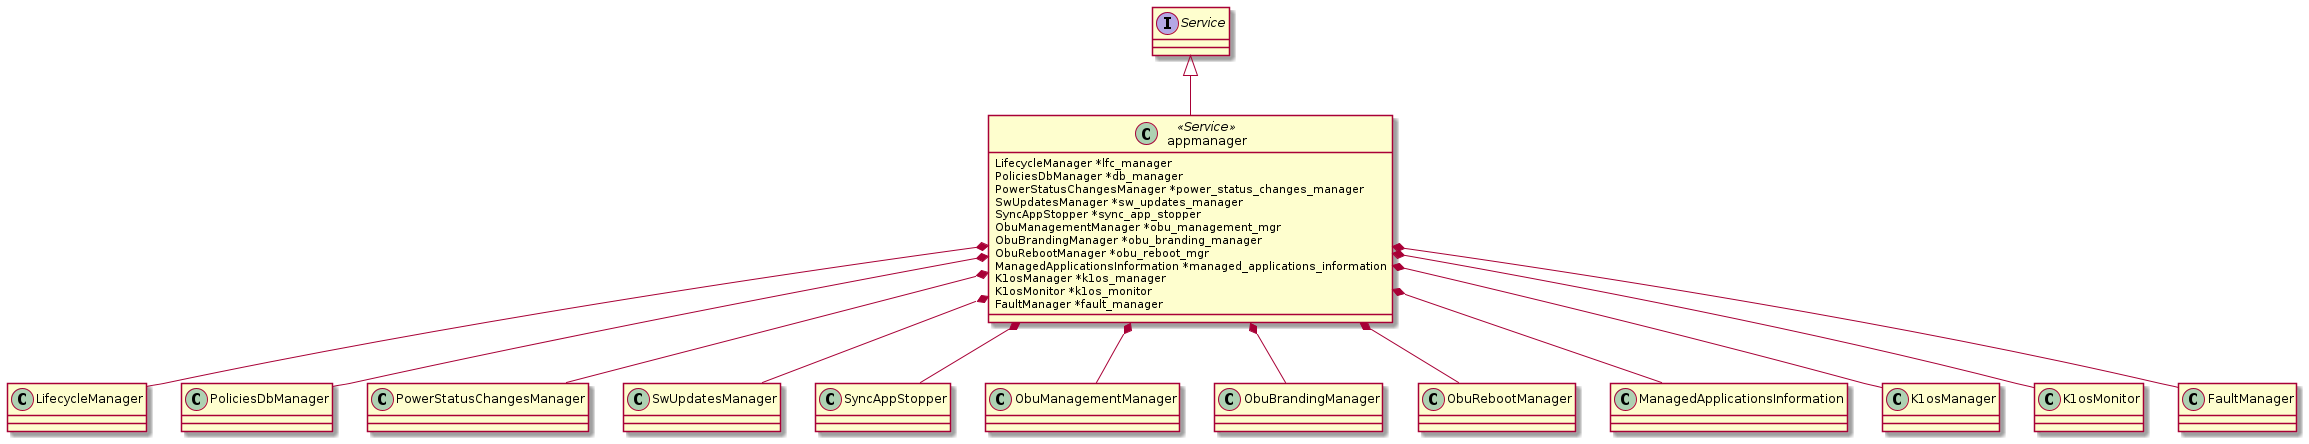 I Service
C «Service»
appmanager
LifecycleManager *lfc_manager
PoliciesDbManager *db_manager
PowerStatusChangesManager *power_status_changes_manager
SwUpdatesManager *sw_updates_manager
SyncAppStopper *sync_app_stopper
ObuManagementManager *obu_management_mgr
ObuBrandingManager *obu_branding_manager
ObuRebootManager *obu_reboot_mgr
ManagedApplicationsInformation *managed_applications_information
K1osManager *k1os_manager
K1osMonitor *k1os_monitor
FaultManager *fault_manager
C LifecycleManager
C PoliciesDbManager
C PowerStatusChangesManager
C SwUpdatesManager
C SyncAppStopper
C ObuManagementManager
C ObuBrandingManager
C ObuRebootManager
C ManagedApplicationsInformation
C K1osManager
C K1osMonitor
C FaultManager